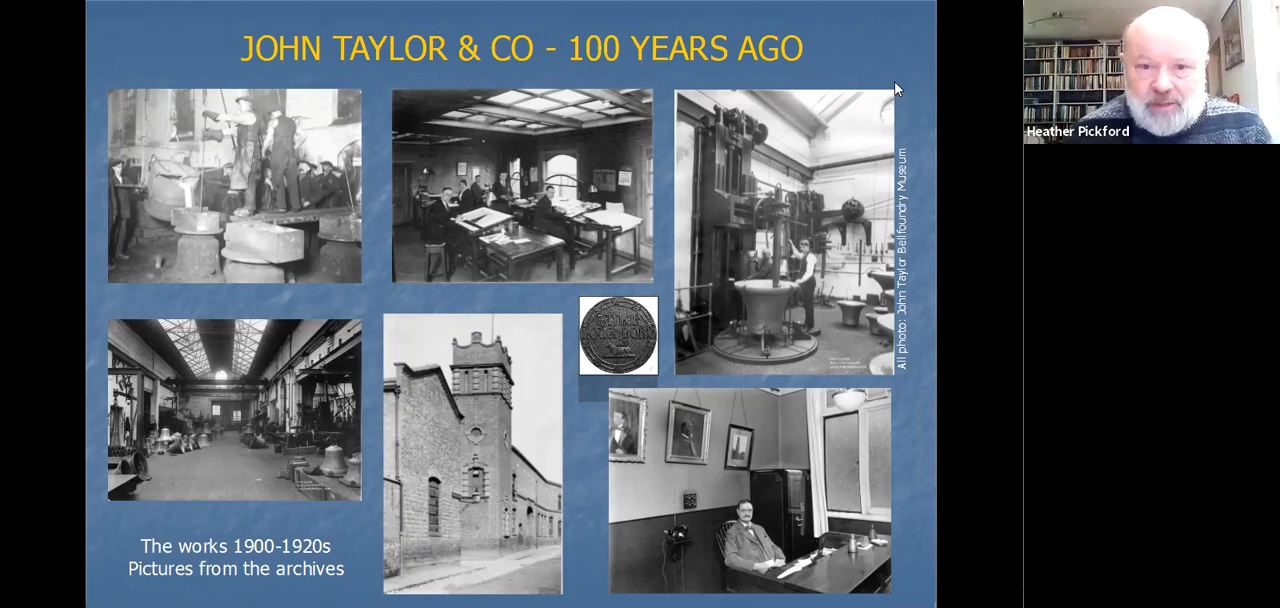 JOHN TAYLOR & CO - 100 YEARS AGO
All photo: John Taylor Bellfoundry Museum
The works 1900-1920s
Pictures from the archives
Heather Pickford